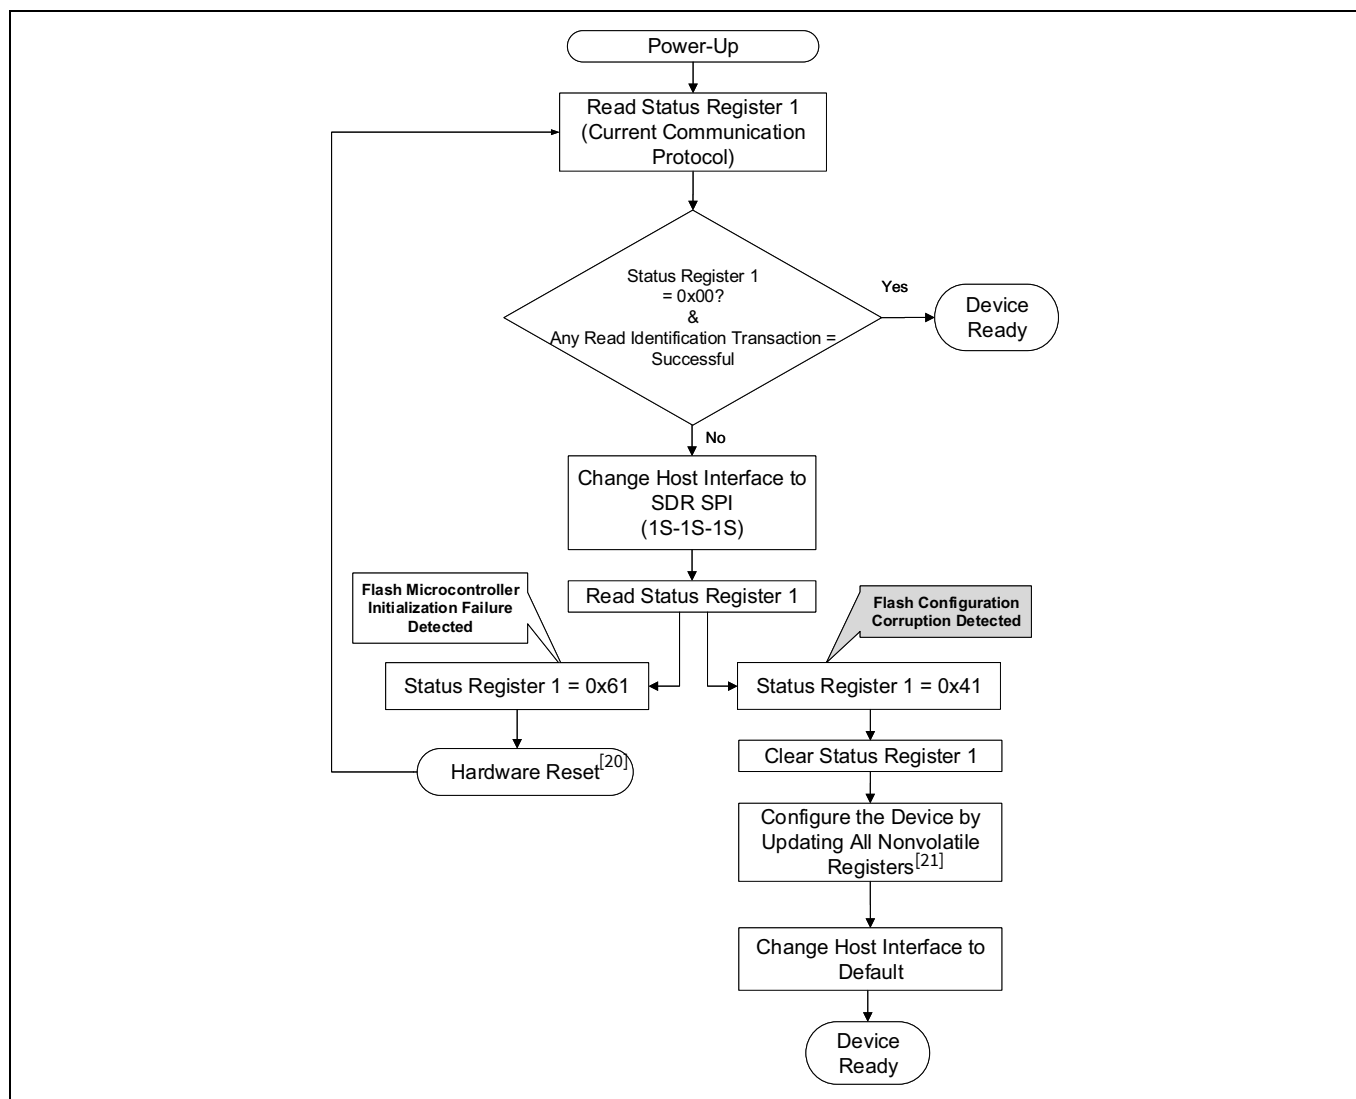 Power-Up
Read Status Register 1
(Current Communication
Protocol)
Status Register 1
= 0x00?
&
Any Read Identification Transaction =
Successful
Yes
Device
Ready
No
Change Host Interface to
SDR SPI
(1S-1S-1S)
Read Status Register 1
Flash Microcontroller
Initialization Failure
Detected
Flash Configuration
Corruption Detected
Status Register 1 = 0x61
Status Register 1 = 0x41
Hardware Reset[20]
Clear Status Register 1
Configure the Device by
Updating All Nonvolatile
Registers[21]
Change Host Interface to
Default
Device
Ready